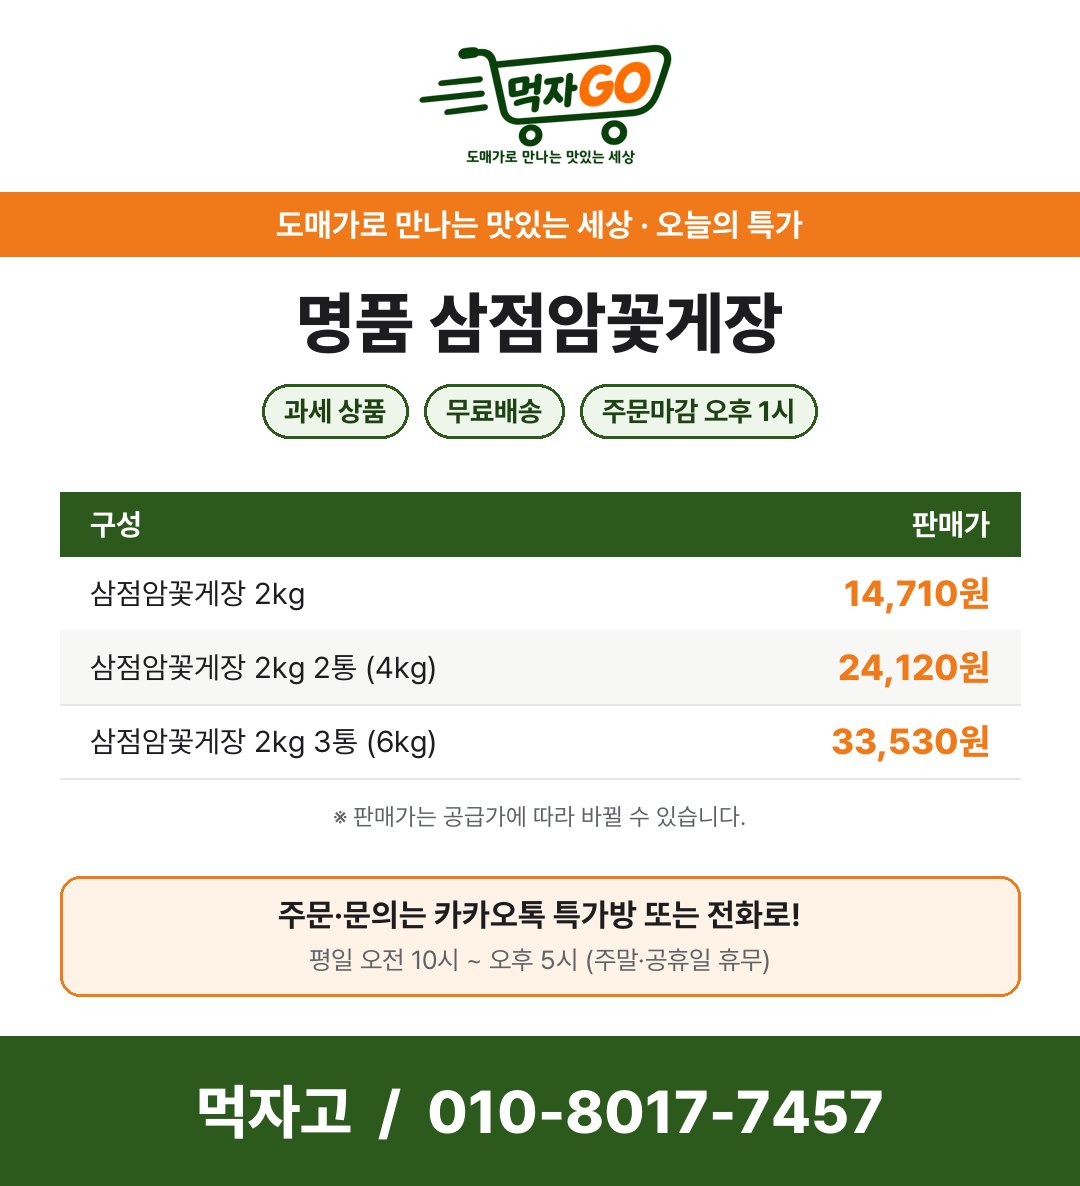 먹자GO
도매가로 만나는 맛있는 세상
도매가로 만나는 맛있는 세상 · 오늘의 특가
명품 삼점암꽃게장
과세 상품 무료배송 주문마감 오후 1시
구성 판매가
삼점암꽃게장 2kg 14,710원
삼점암꽃게장 2kg 2통 (4kg) 24,120원
삼점암꽃게장 2kg 3통 (6kg) 33,530원
※ 판매가는 공급가에 따라 바뀔 수 있습니다.
주문·문의는 카카오톡 특가방 또는 전화로!
평일 오전 10시 ~ 오후 5시 (주말·공휴일 휴무)
먹자고 / 010-8017-7457